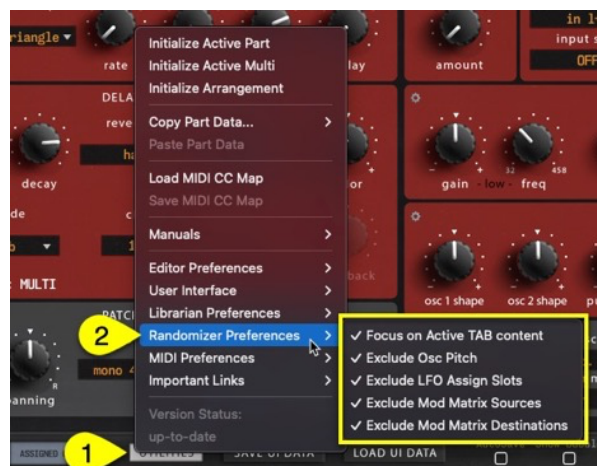 in l
riangle
input s
OFF
rate
lay
amount
Initialize Active Part
Initialize Active Multi
Initialize Arrangement
Copy Part Data...
Paste Part Data
Load MIDI CC Map
Save MIDI CC Map
Manuals
Editor Preferences
User Interface
Librarian Preferences
Randomizer Preferences
MIDI Preferences
Important Links
Version Status:
up-to-date
DELA
reve
ha
decay
or
32
458
gain - low - freq
de
c
1
: MULTI
back
osc 1 shape
osc 2 shape
p
PATC
2
mono 4
R
anning
✓ Focus on Active TAB content
✓ Exclude Osc Pitch
✓ Exclude LFO Assign Slots
✓ Exclude Mod Matrix Sources
✓ Exclude Mod Matrix Destinations
ASSIGNED
1
UTILITIES
SAVE UI DATA
LOAD UI DATA